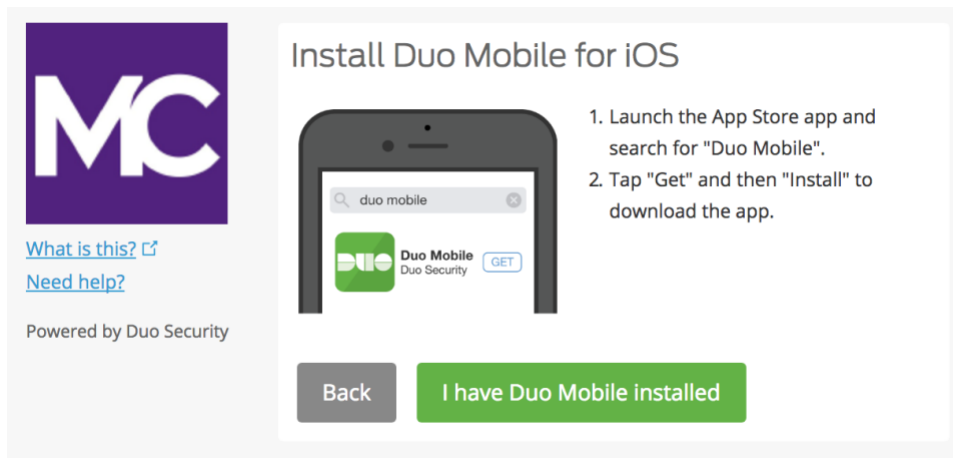 MC
What is this?
Need help?
Powered by Duo Security
Install Duo Mobile for iOS
duo mobile
DUO
Duo Mobile
Duo Security
GET
1. Launch the App Store app and
search for "Duo Mobile".
2. Tap "Get" and then "Install" to
download the app.
Back
I have Duo Mobile installed